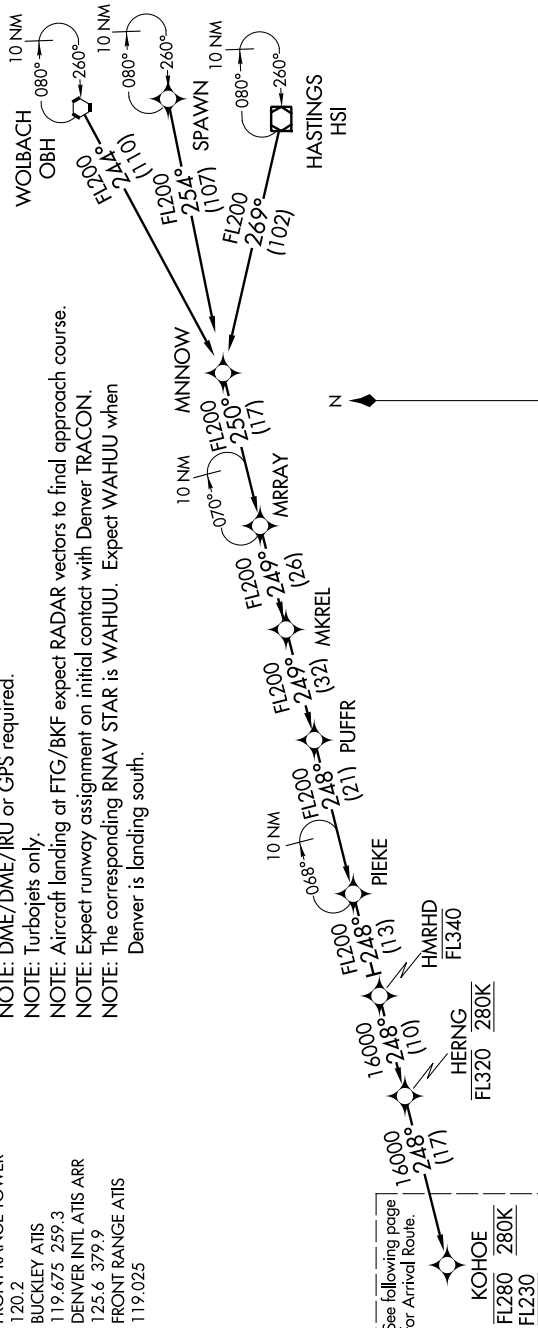 FRONT RANGE TOWER
120.2
BUCKLEY ATIS
119.675 259.3
DENVER INTL ATIS ARR
125.6 379.9
FRONT RANGE ATIS
119.025
NOTE: DME/DME/IRU or GPS required.
NOTE: Turbojets only.
NOTE: Aircraft landing at FTG/BKF expect RADAR vectors to final approach course.
NOTE: Expect runway assignment on initial contact with Denver TRACON.
NOTE: The corresponding RNAV STAR is WAHUU. Expect WAHUU when
Denver is landing south.
WOLBACH
OBH
10 NM
080°
260°
FL200
244°
(110)
SPAWN
10 NM
080°
260°
FL200
254°
(107)
HASTINGS
HSI
10 NM
080°
260°
FL200
269°
(102)
MNNOW
FL200
250°
(17)
N
10 NM
070°
MRRAY
FL200
249°
(26)
MKREL
FL200
249°
(32)
PUFFR
FL200
248°
(21)
10 NM
068°
PIEKE
FL200
248°
(13)
HMRHD
FL340
16000
248°
(10)
HERNG
FL320 280K
16000
248°
(17)
See following page
for Arrival Route.
KOHOE
FL280 280K
FL230